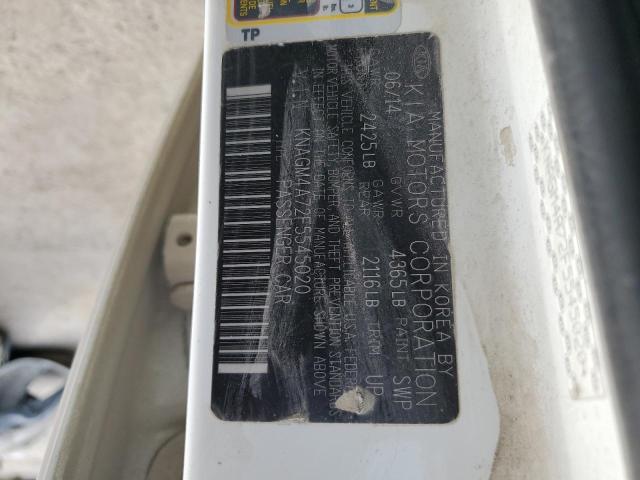 TP
MANUFACTURED IN KOREA BY
KIA MOTORS CORPORATION
06/14 GVWR 4365LB PAINT SWP
2425LB GAWR REAR 2116LB TRIM UP
THIS VEHICLE CONFORMS TO ALL APPLICABLE U.S.A. FEDERAL
MOTOR VEHICLE SAFETY, BUMPER, AND THEFT PREVENTION STANDARDS
IN EFFECT ON THE DATE OF MANUFACTURE SHOWN ABOVE
KNAGM4A72F5545020
PASSENGER CAR